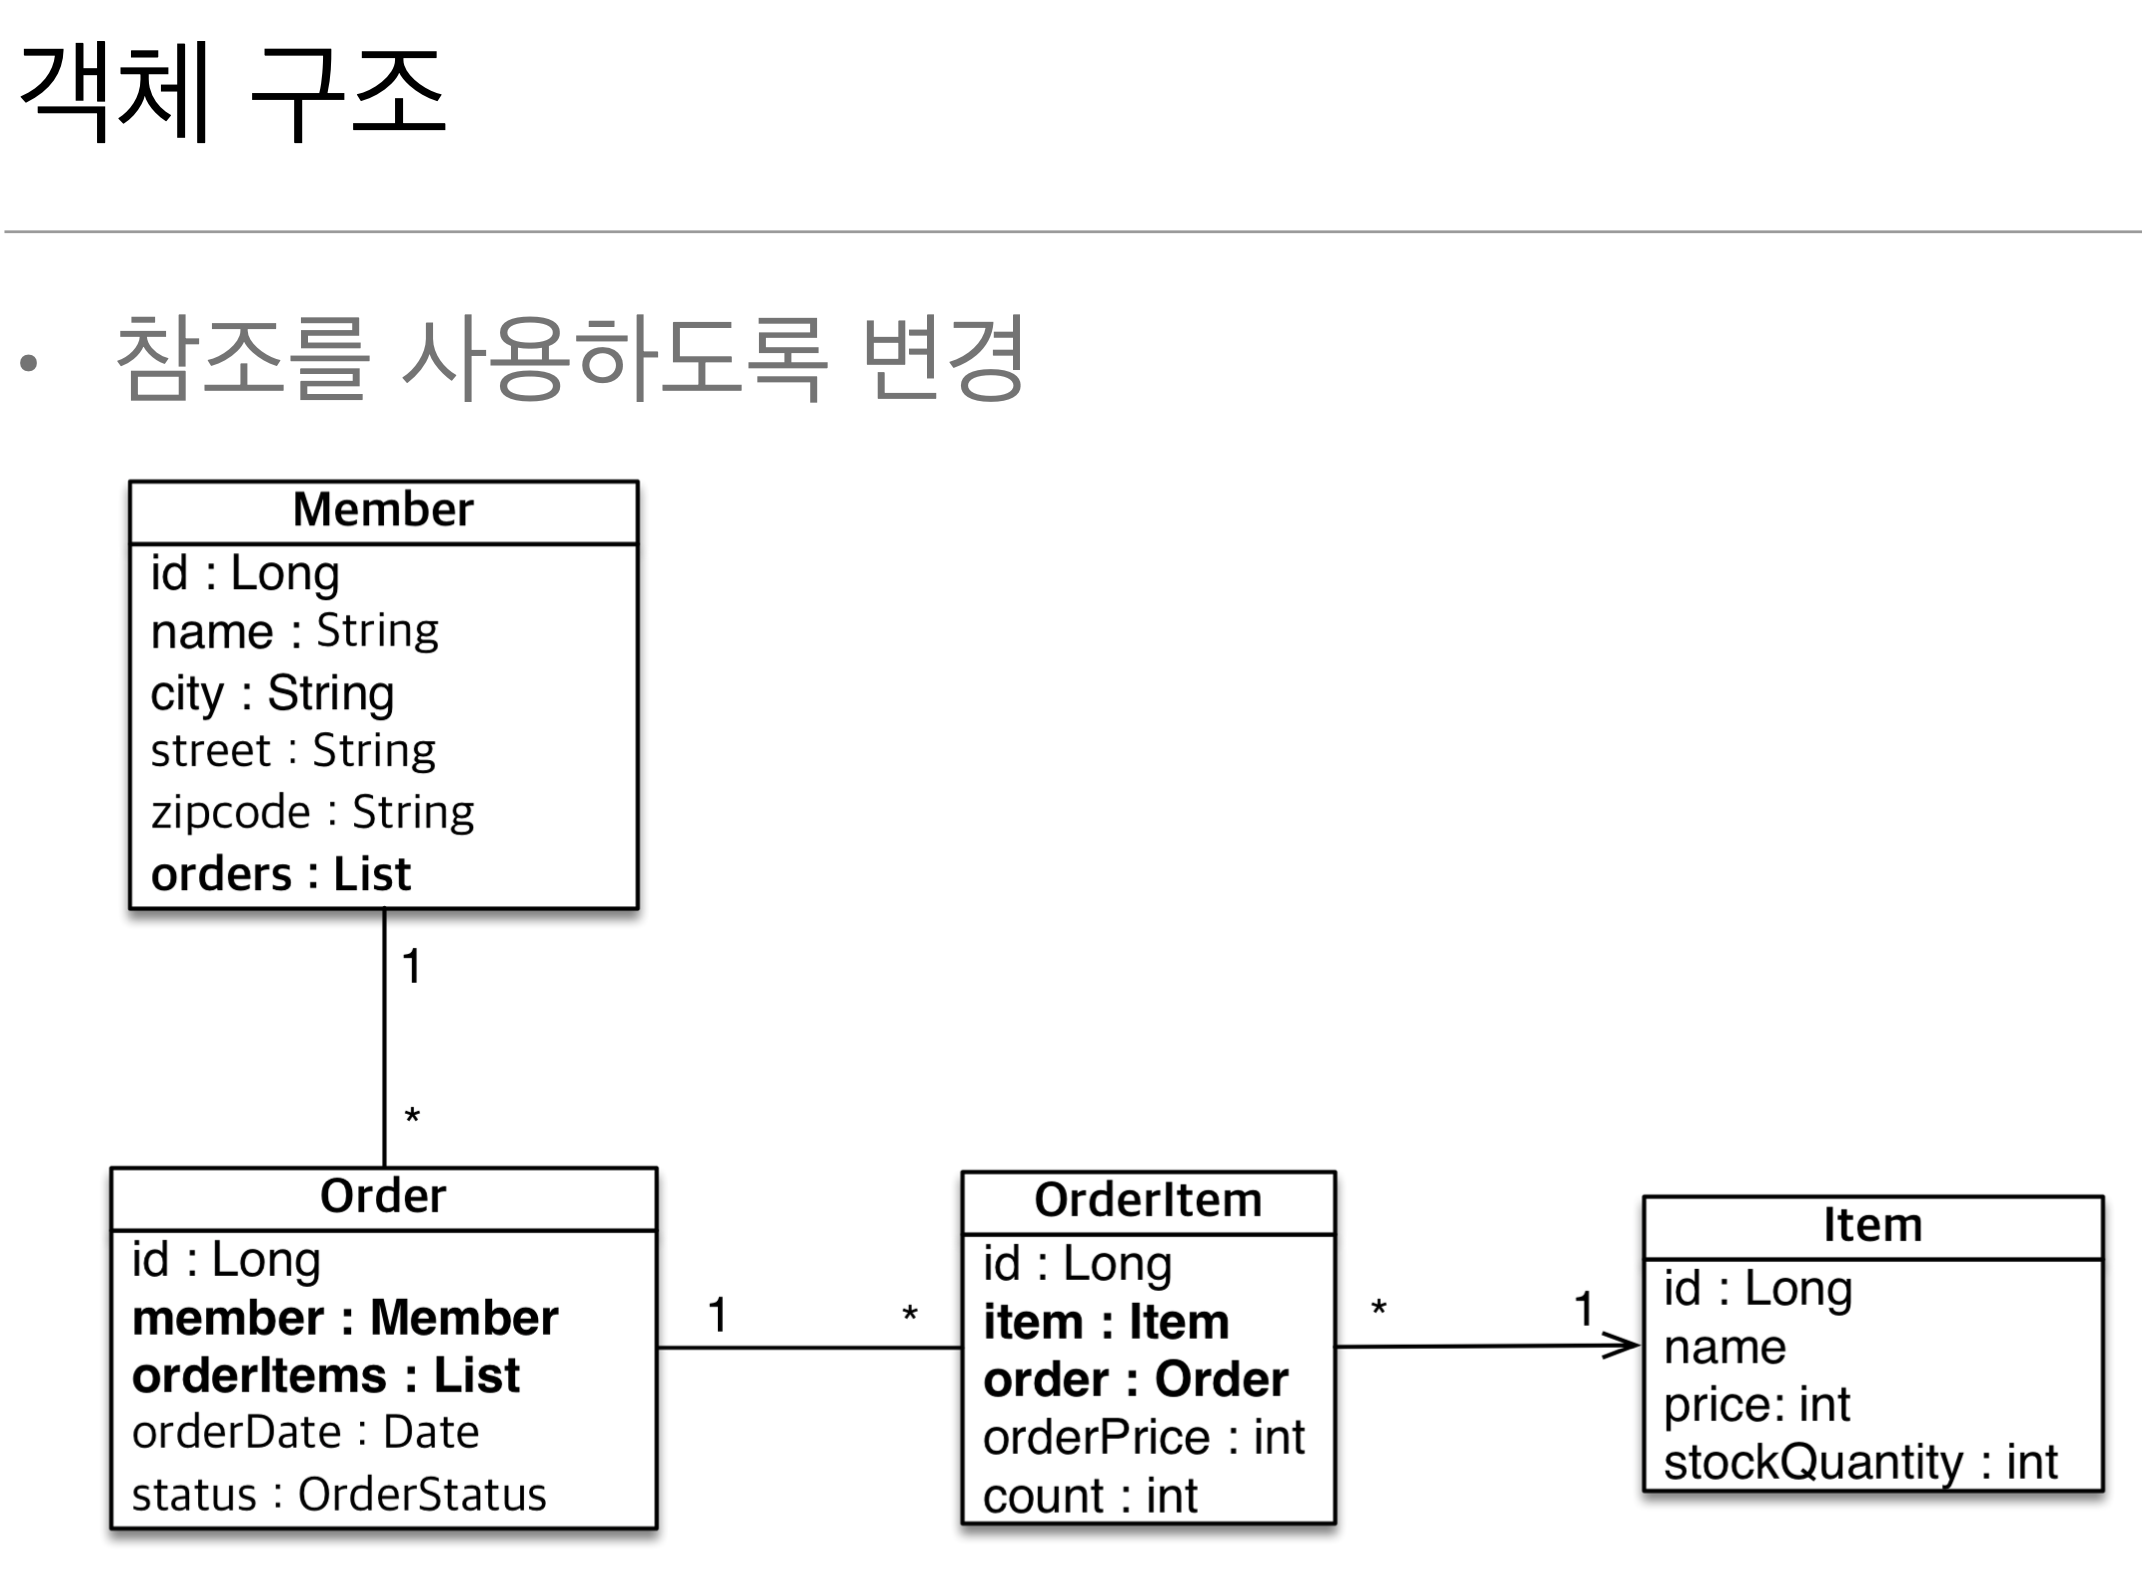 객체 구조
• 참조를 사용하도록 변경
Member
id : Long
name : String
city : String
street : String
zipcode : String
orders : List
1
*
Order
id : Long
member : Member
orderItems : List
orderDate : Date
status : OrderStatus
1
*
OrderItem
id : Long
item : Item
order : Order
orderPrice : int
count : int
*
1
Item
id : Long
name
price: int
stockQuantity : int